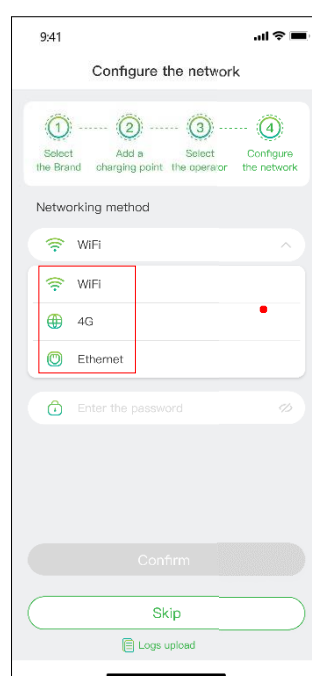 9:41
Configure the network
1 2 3 4
Select Add a Select Configure
the Brand charging point the operator the network
Networking method
WiFi
WiFi
4G
Ethernet
Enter the password
Confirm
Skip
Logs upload